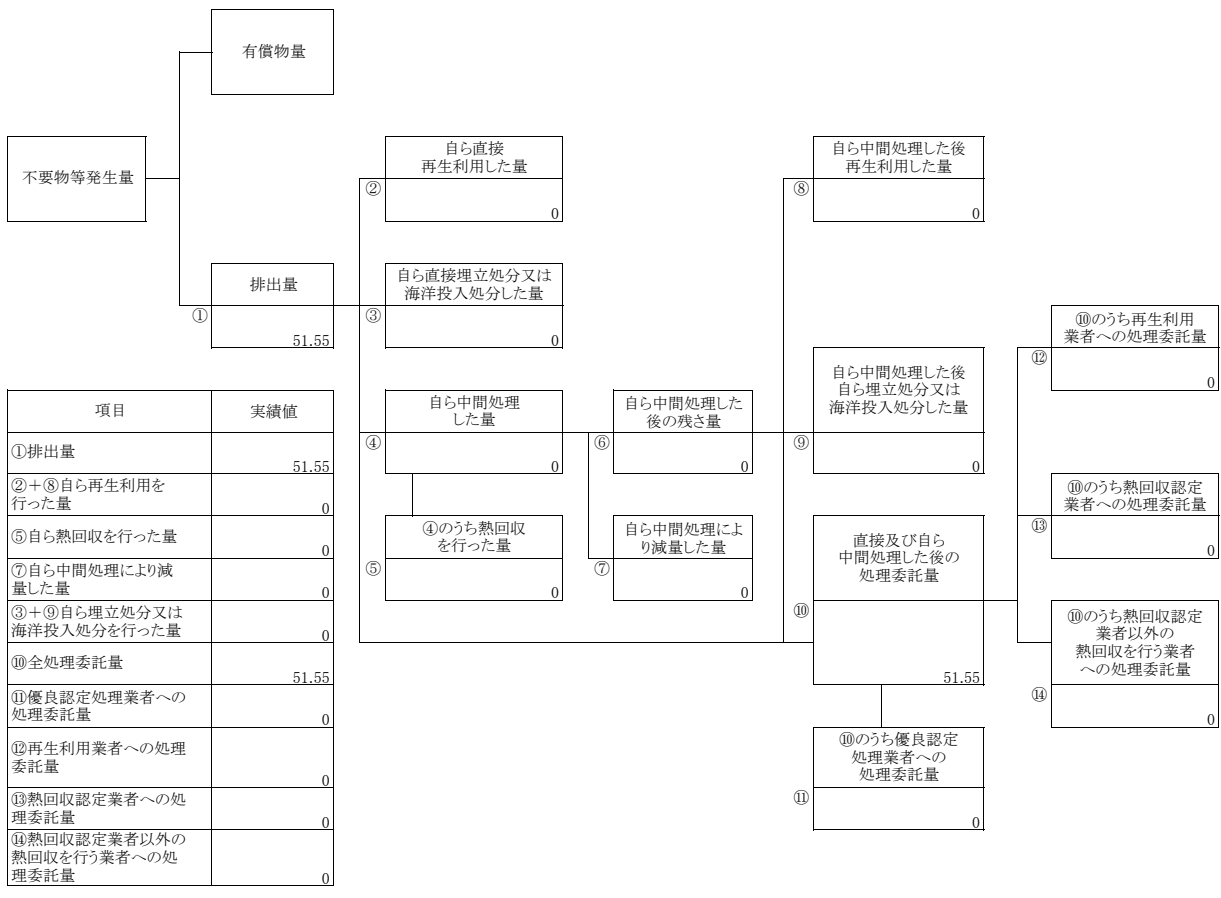 有償物量
不要物等発生量
自ら直接
再生利用した量
②
0
自ら中間処理した後
再生利用した量
⑧
0
排出量
①
51.55
自ら直接埋立処分又は
海洋投入処分した量
③
0
⑩のうち再生利用
業者への処理委託量
⑫
0
自ら中間処理
した量
④
0
自ら中間処理した
後の残さ量
⑥
0
自ら中間処理した後
自ら埋立処分又は
海洋投入処分した量
⑨
0
④のうち熱回収
を行った量
⑤
0
自ら中間処理によ
り減量した量
⑦
0
直接及び自ら
中間処理した後の
処理委託量
⑩
51.55
⑩のうち熱回収認定
業者への処理委託量
⑬
0
⑩のうち熱回収認定
業者以外の
熱回収を行う業者
への処理委託量
⑭
0
⑩のうち優良認定
処理業者への
処理委託量
⑪
0
項目 実績値
①排出量
51.55
②＋⑧自ら再生利用を
行った量
0
⑤自ら熱回収を行った量
0
⑦自ら中間処理により減
量した量
0
③＋⑨自ら埋立処分又は
海洋投入処分を行った量
0
⑩全処理委託量
51.55
⑪優良認定処理業者への
処理委託量
0
⑫再生利用業者への処理
委託量
0
⑬熱回収認定業者への処
理委託量
0
⑭熱回収認定業者以外の
熱回収を行う業者への処
理委託量
0